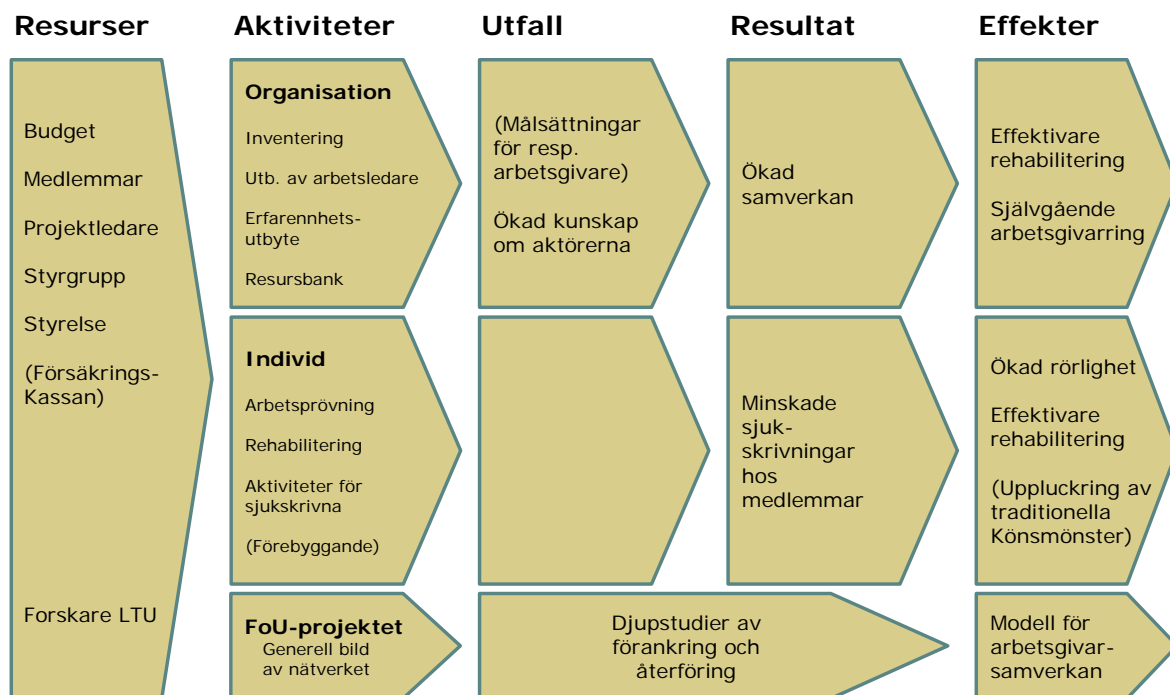 Resurser
Aktiviteter
Utfall
Resultat
Effekter
Budget
Medlemmar
Projektledare
Styrgrupp
Styrelse
(Försäkrings-
Kassan)
Forskare LTU
Organisation
Inventering
Utb. av arbetsledare
Erfarennhets-
utbyte
Resursbank
(Målsättningar
för resp.
arbetsgivare)
Ökad kunskap
om aktörerna
Ökad
samverkan
Effektivare
rehabilitering
Självgående
arbetsgivarring
Individ
Arbetsprövning
Rehabilitering
Aktiviteter för
sjukskrivna
(Förebyggande)
Minskade
sjuk-
skrivningar
hos
medlemmar
Ökad rörlighet
Effektivare
rehabilitering
(Uppluckring av
traditionella
Könsmönster)
FoU-projektet
Generell bild
av nätverket
Djupstudier av
förankring och
återföring
Modell för
arbetsgivar-
samverkan